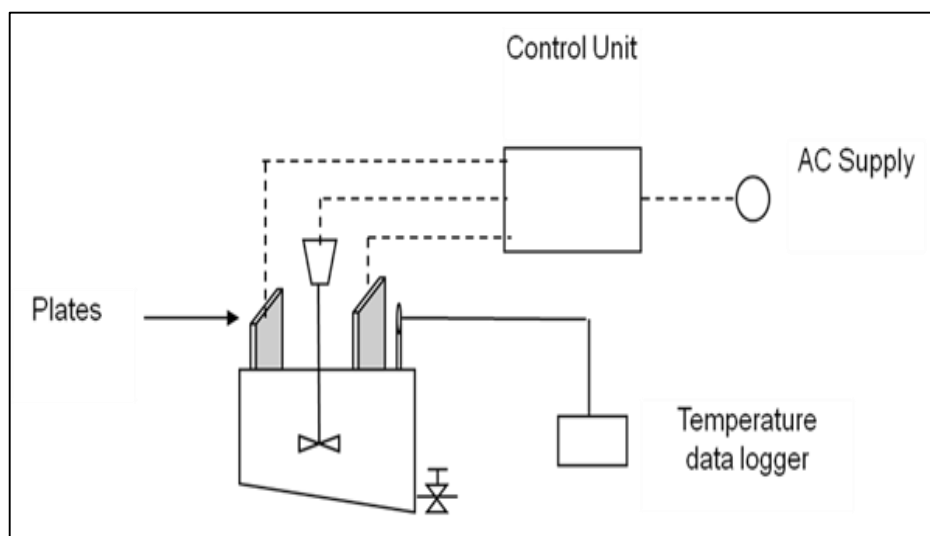 Control Unit
AC Supply
Plates
Temperature
data logger